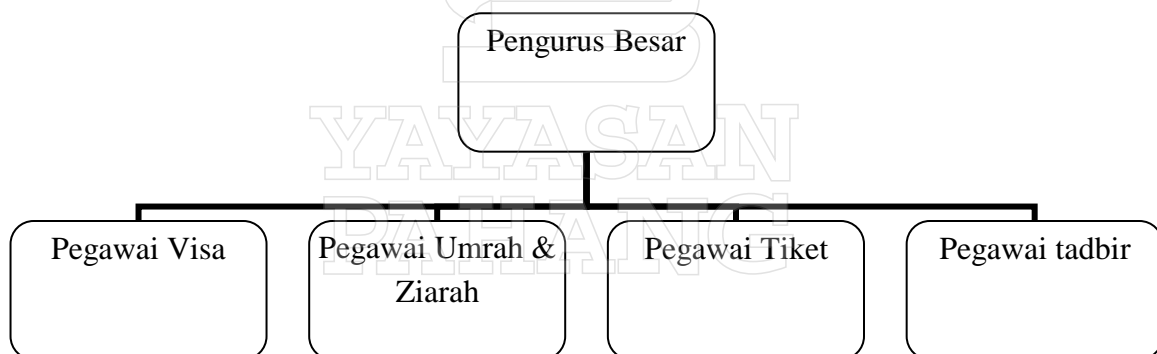 Pengurus Besar
YAYASAN
PAHANG
Pegawai Visa
Pegawai Umrah &
Ziarah
Pegawai Tiket
Pegawai tadbir